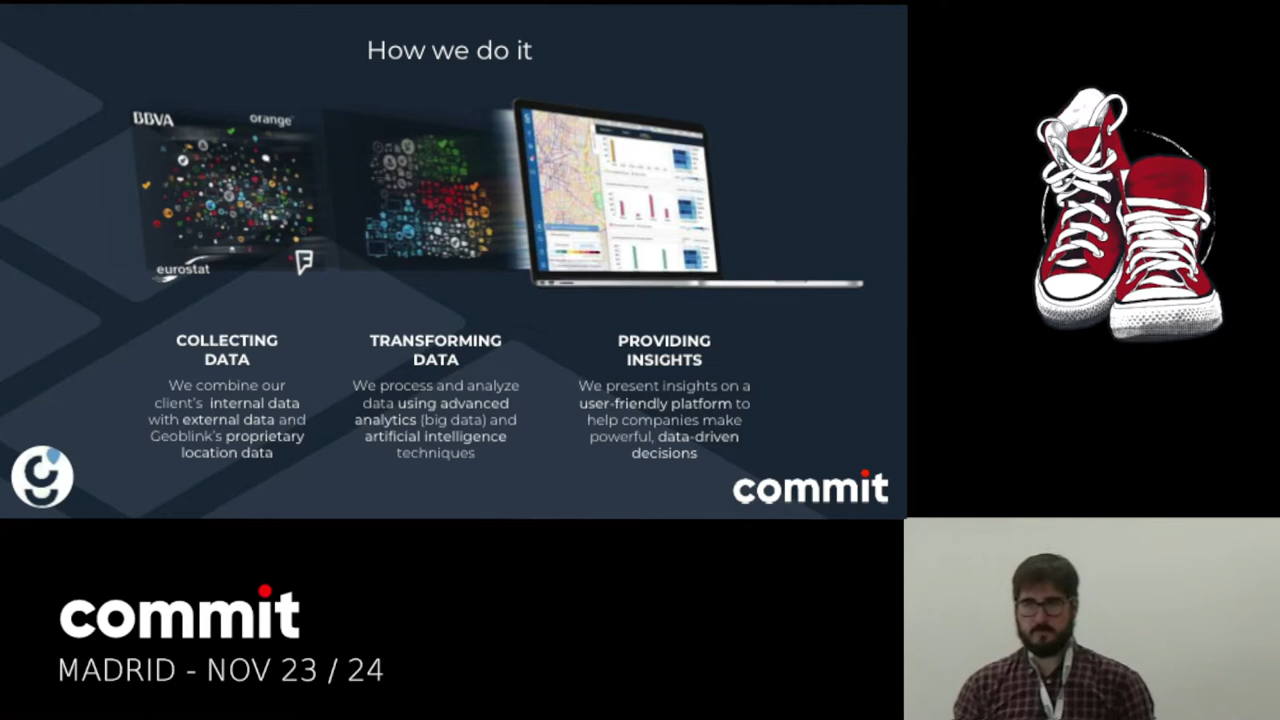 How we do it
BBVA
orange
eurostat
COLLECTING
DATA
We combine our
client's internal data
with external data and
Geoblink's proprietary
location data
TRANSFORMING
DATA
We process and analyze
data using advanced
analytics (big data) and
artificial intelligence
techniques
PROVIDING
INSIGHTS
We present insights on a
user-friendly platform to
help companies make
powerful, data-driven
decisions
commit
commit
MADRID - NOV 23 / 24